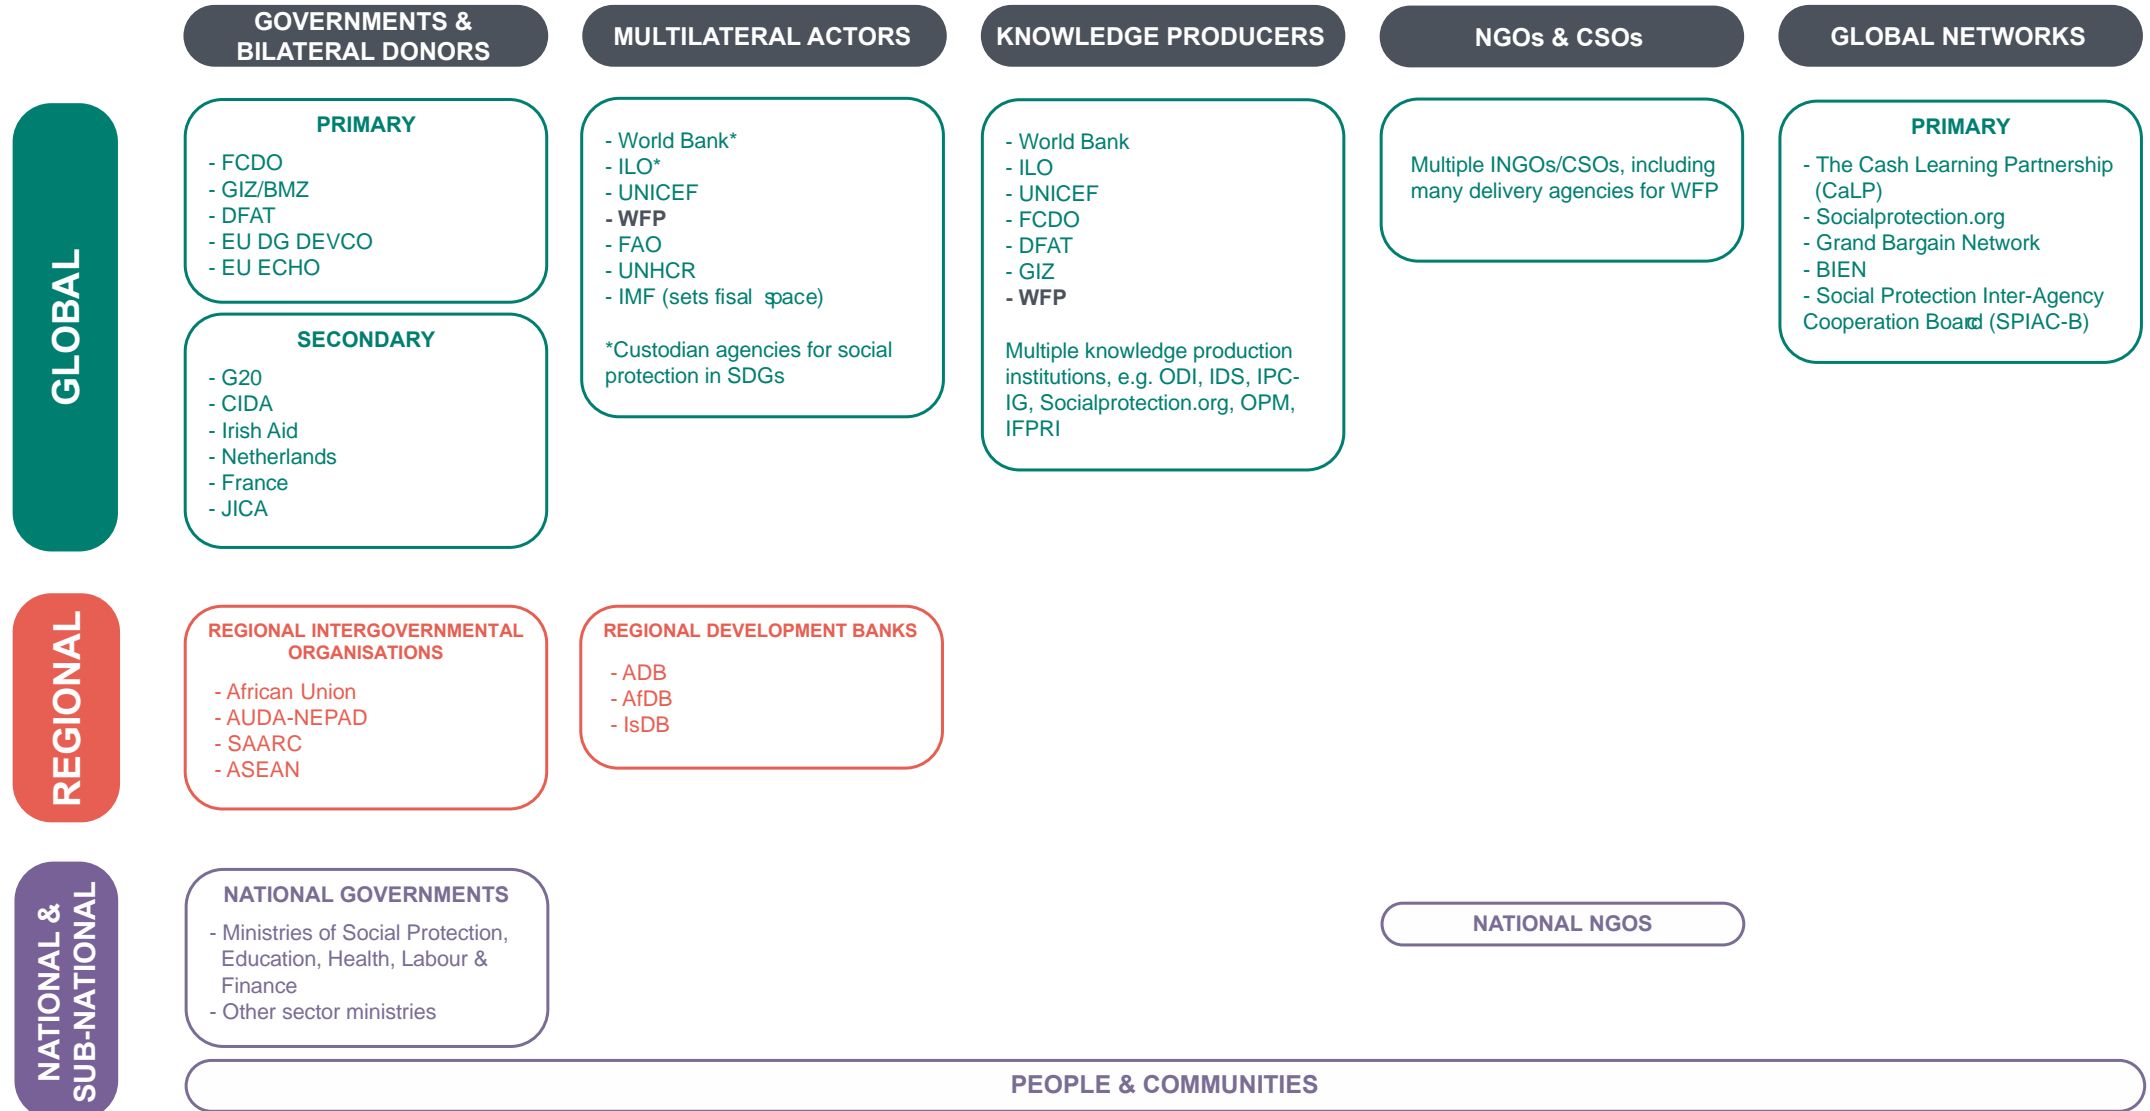 GOVERNMENTS &
BILATERAL DONORS
MULTILATERAL ACTORS
KNOWLEDGE PRODUCERS
NGOs & CSOs
GLOBAL NETWORKS
GLOBAL
PRIMARY
- FCDO
- GIZ/BMZ
- DFAT
- EU DG DEVCO
- EU ECHO
SECONDARY
- G20
- CIDA
- Irish Aid
- Netherlands
- France
- JICA
- World Bank*
- ILO*
- UNICEF
- WFP
- FAO
- UNHCR
- IMF (sets fisal space)
*Custodian agencies for social
protection in SDGs
- World Bank
- ILO
- UNICEF
- FCDO
- DFAT
- GIZ
- WFP
Multiple knowledge production
institutions, e.g. ODI, IDS, IPC-
IG, Socialprotection.org, OPM,
IFPRI
Multiple INGOs/CSOs, including
many delivery agencies for WFP
PRIMARY
- The Cash Learning Partnership
(CaLP)
- Socialprotection.org
- Grand Bargain Network
- BIEN
- Social Protection Inter-Agency
Cooperation Board (SPIAC-B)
REGIONAL
REGIONAL INTERGOVERNMENTAL
ORGANISATIONS
- African Union
- AUDA-NEPAD
- SAARC
- ASEAN
REGIONAL DEVELOPMENT BANKS
- ADB
- AfDB
- IsDB
NATIONAL &
SUB-NATIONAL
NATIONAL GOVERNMENTS
- Ministries of Social Protection,
Education, Health, Labour &
Finance
- Other sector ministries
NATIONAL NGOS
PEOPLE & COMMUNITIES